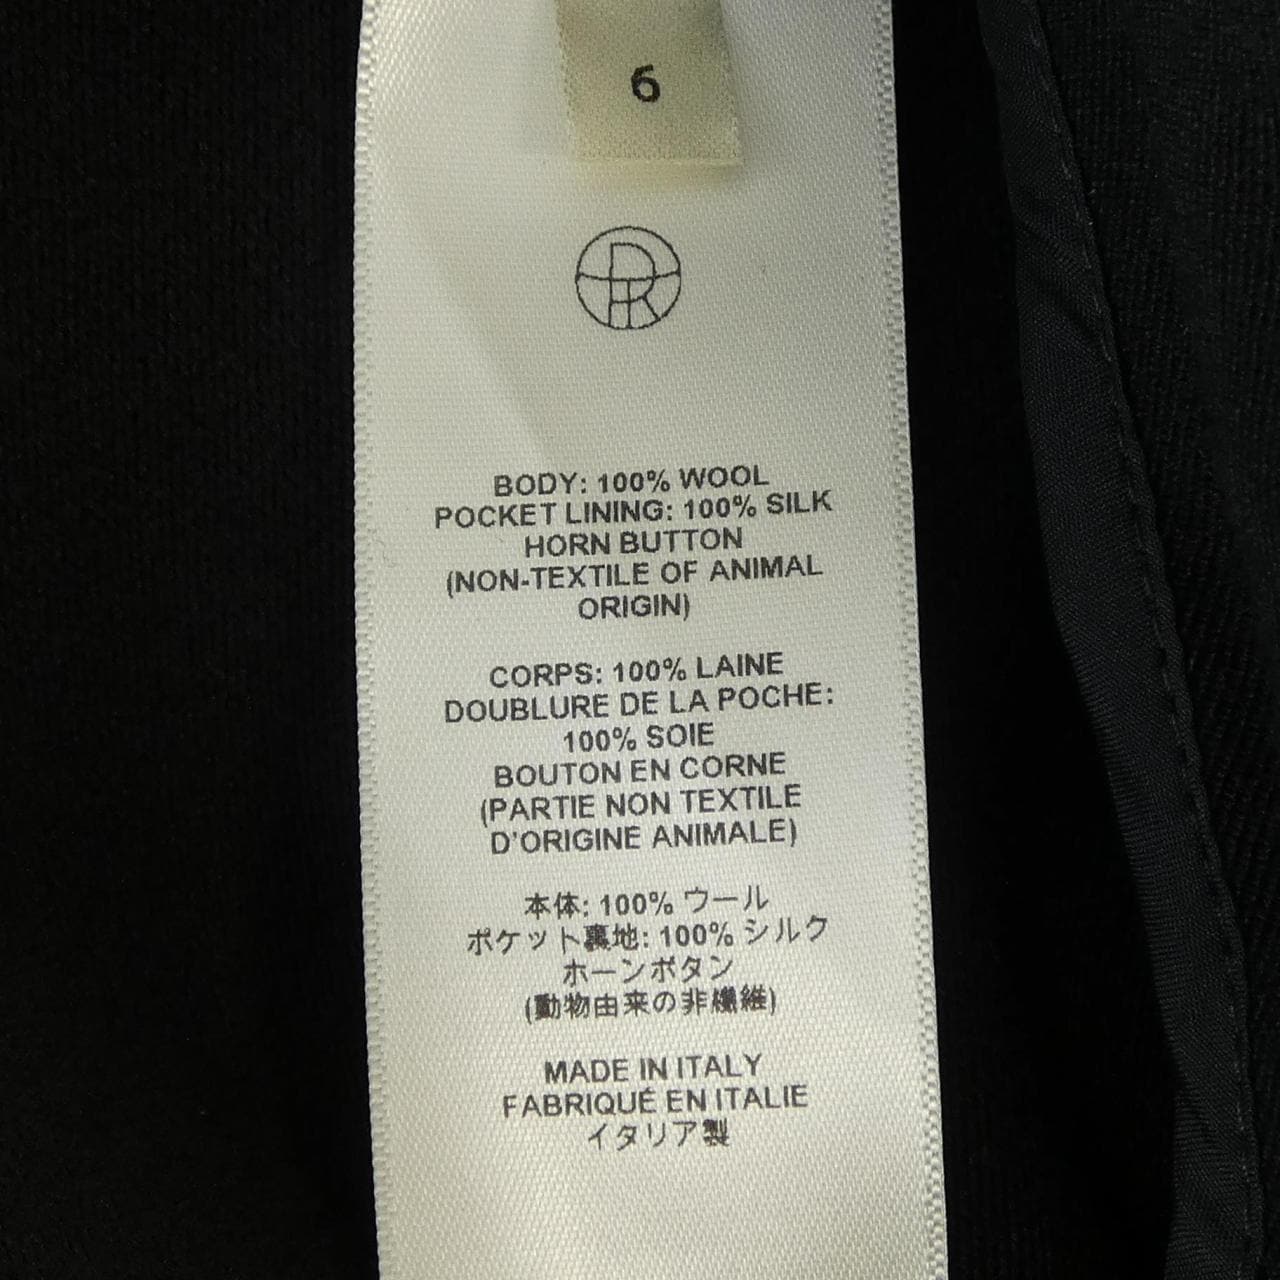 6
BODY: 100% WOOL
POCKET LINING: 100% SILK
HORN BUTTON
(NON-TEXTILE OF ANIMAL
ORIGIN)
CORPS: 100% LAINE
DOUBLURE DE LA POCHE:
100% SOIE
BOUTON EN CORNE
(PARTIE NON TEXTILE
D'ORIGINE ANIMALE)
本体: 100% ウール
ポケット裏地: 100% シルク
ホーンボタン
(動物由来の非繊維)
MADE IN ITALY
FABRIQUÉ EN ITALIE
イタリア製